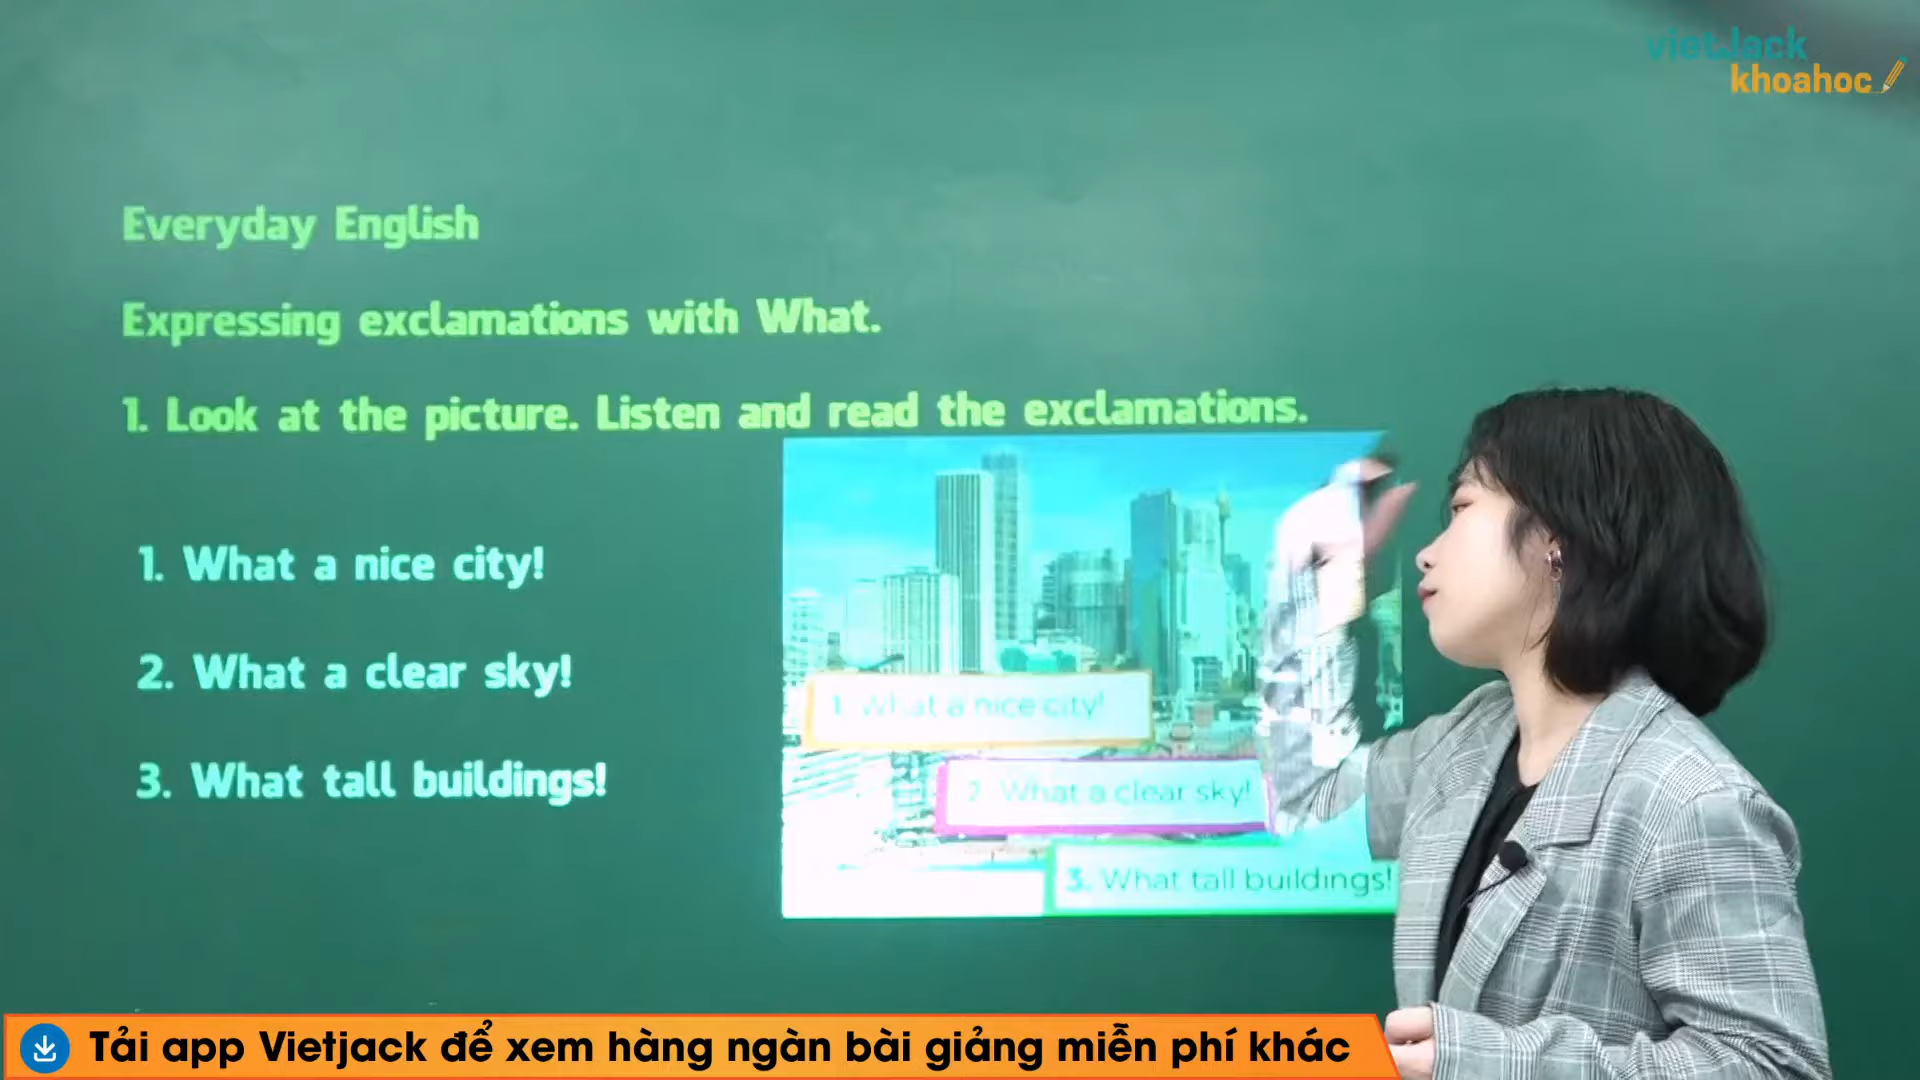 vietJack
khoahoc
Everyday English
Expressing exclamations with What.
1. Look at the picture. Listen and read the exclamations.
1. What a nice city!
2. What a clear sky!
3. What tall buildings!
1. What a nice city!
2. What a clear sky!
3. What tall buildings!
Tải app Vietjack để xem hàng ngàn bài giảng miễn phí khác